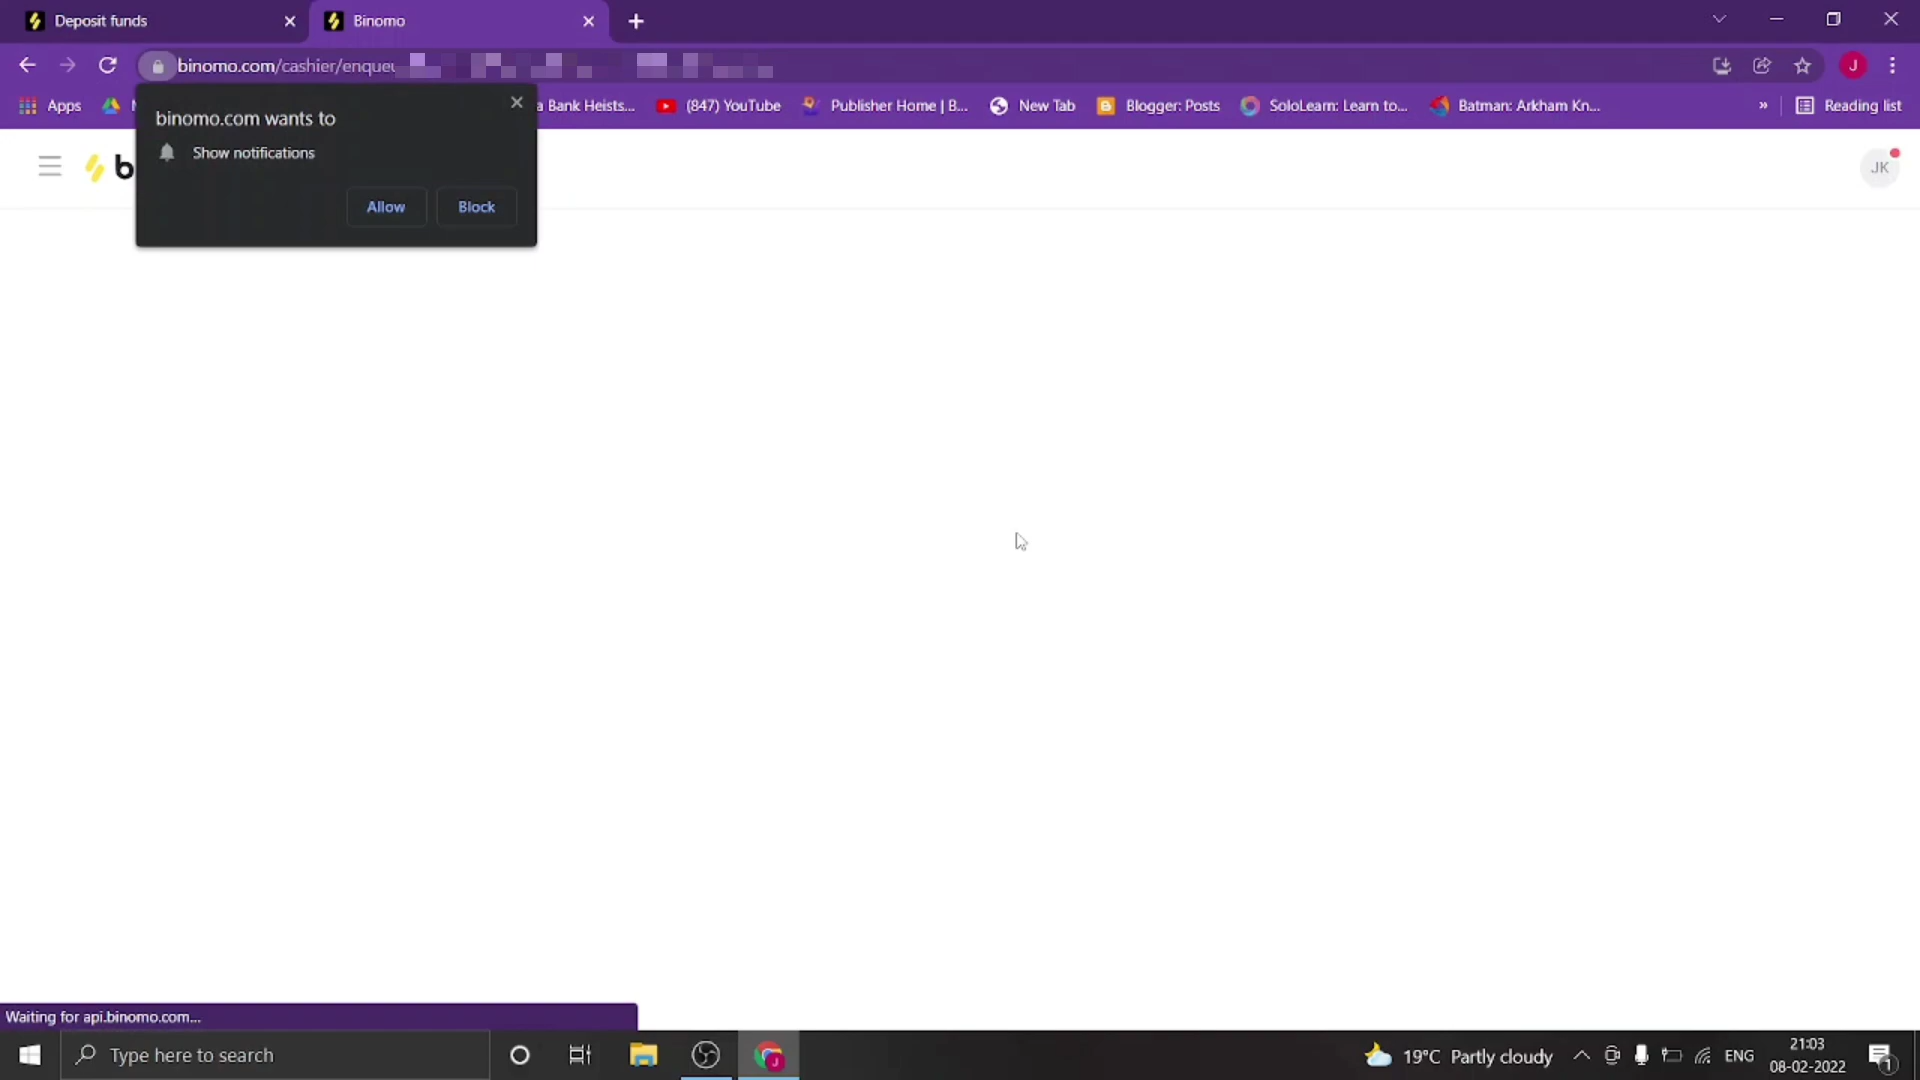 Deposit funds
Binomo
binomo.com/cashier/enqueu
J
Apps
a Bank Heists...
(847) YouTube
Publisher Home | B...
New Tab
Blogger: Posts
SoloLearn: Learn to...
Batman: Arkham Kn...
»
Reading list
binomo.com wants to
Show notifications
Allow
Block
b
JK
Waiting for api.binomo.com...
Type here to search
J
19°C Partly cloudy
ENG
21:03
08-02-2022
1